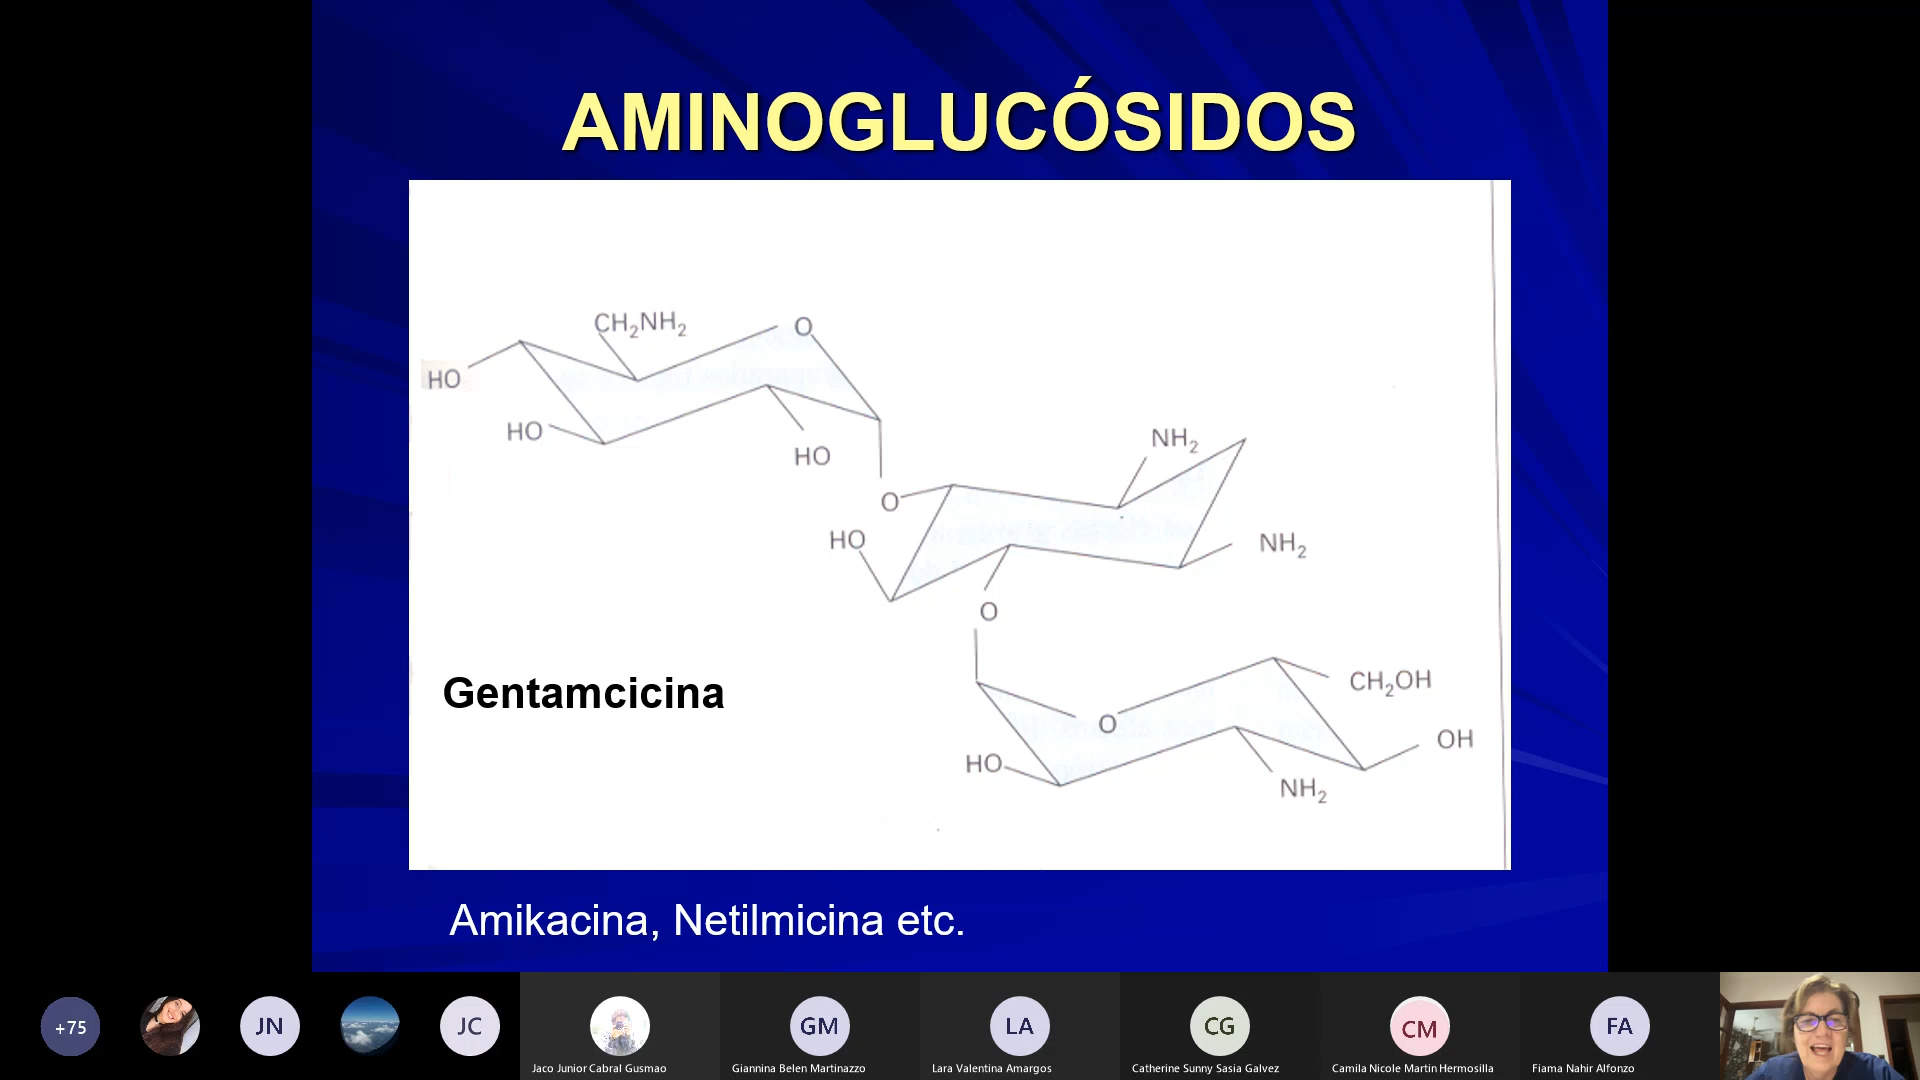 AMINOGLUCÓSIDOS
CH2NH2
O
HO
HO
HO
NH2
O
HO
NH2
O
Gentamcicina
CH2OH
O
OH
HO
NH2
Amikacina, Netilmicina etc.
+75
JN
JC
GM
LA
CG
CM
FA
Jaco Junior Cabral Gusmao
Giannina Belen Martinazzo
Lara Valentina Amargos
Catherine Sunny Sasia Galvez
Camila Nicole Martin Hermosilla
Fiama Nahir Alfonzo